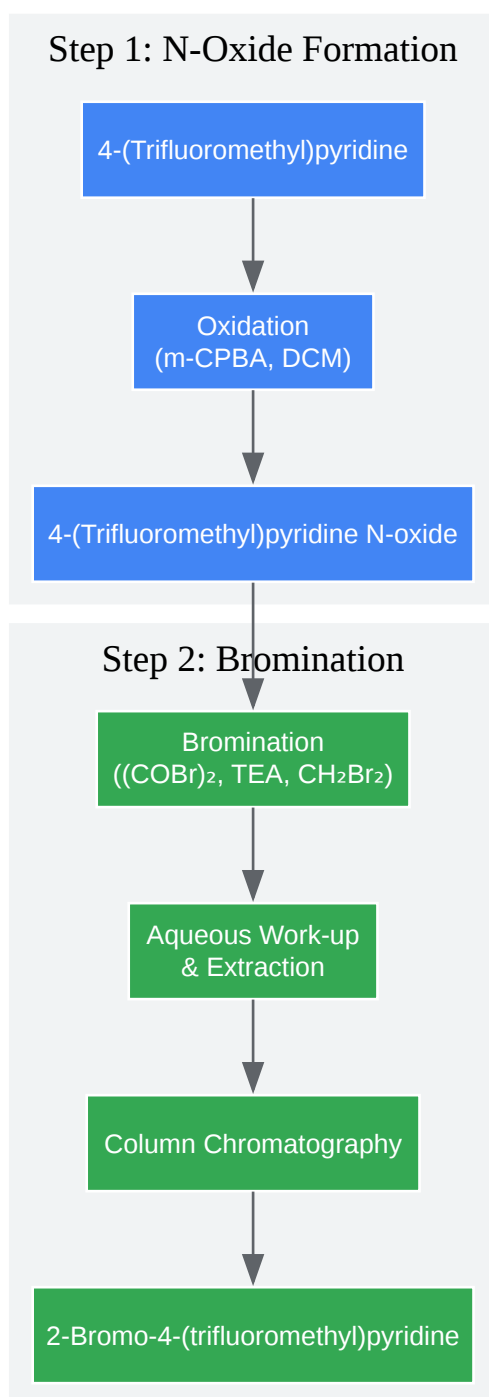 Step 1: N-Oxide Formation
4-(Trifluoromethyl)pyridine
Oxidation
(m-CPBA, DCM)
4-(Trifluoromethyl)pyridine N-oxide
Step 2: Bromination
Bromination
((COBr)₂, TEA, CH₂Br₂)
Aqueous Work-up
& Extraction
Column Chromatography
2-Bromo-4-(trifluoromethyl)pyridine